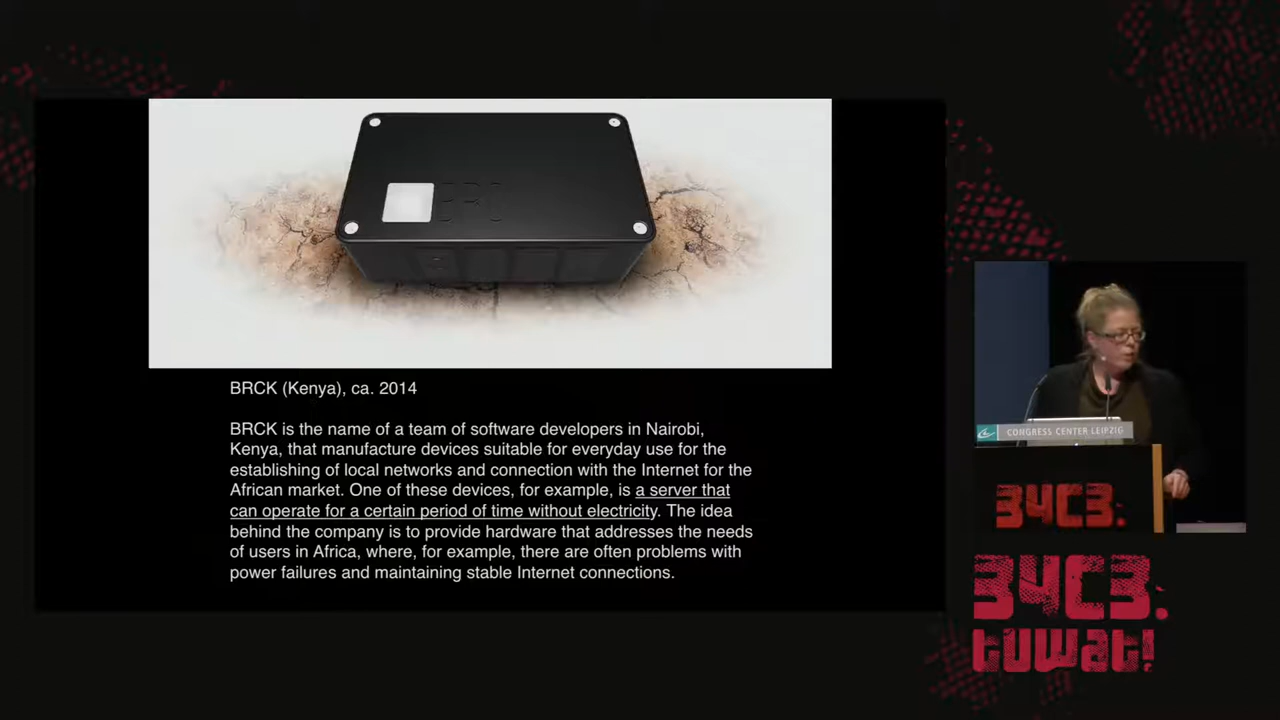 BRCK (Kenya), ca. 2014
BRCK is the name of a team of software developers in Nairobi,
Kenya, that manufacture devices suitable for everyday use for the
establishing of local networks and connection with the Internet for the
African market. One of these devices, for example, is a server that
can operate for a certain period of time without electricity. The idea
behind the company is to provide hardware that addresses the needs
of users in Africa, where, for example, there are often problems with
power failures and maintaining stable Internet connections.
CONGRESS CENTER LEIPZIG
34C3:
34C3:
tuwat!